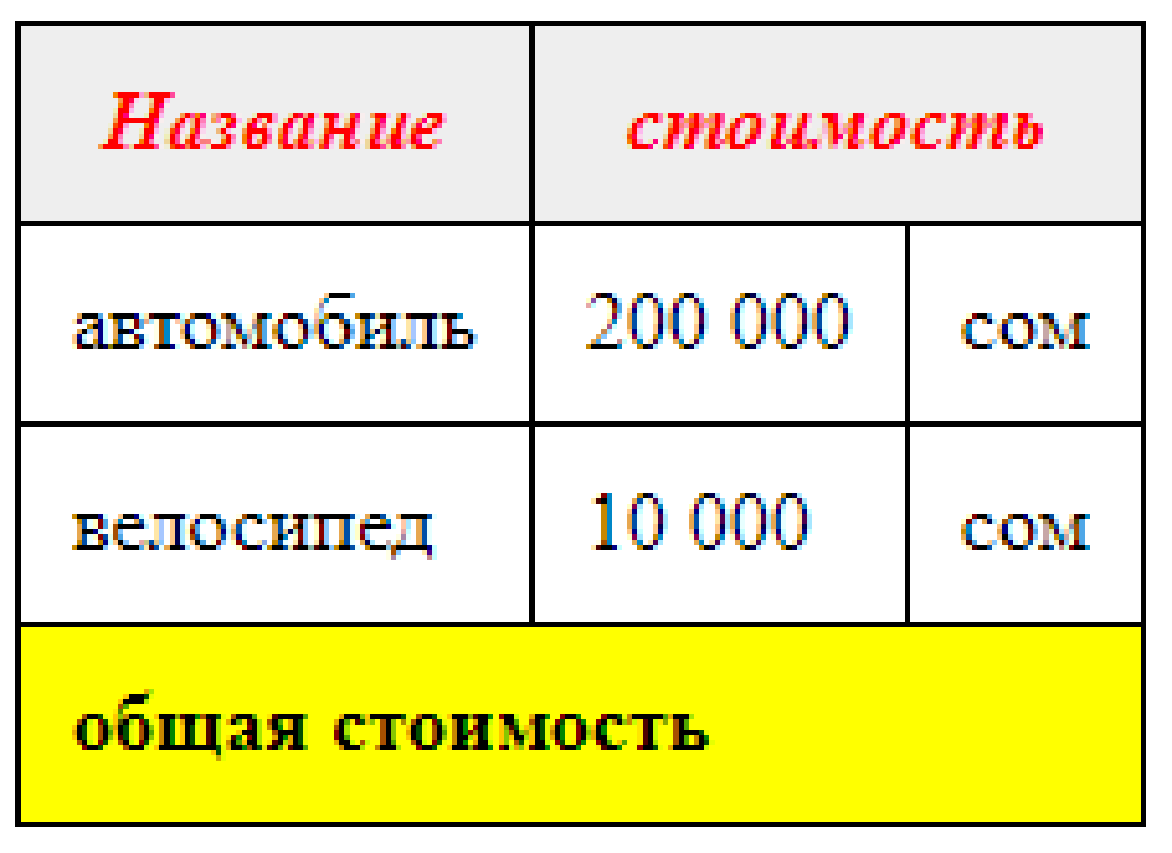 Название стоимость
автомобиль 200 000 сом
велосипед 10 000 сом
общая стоимость